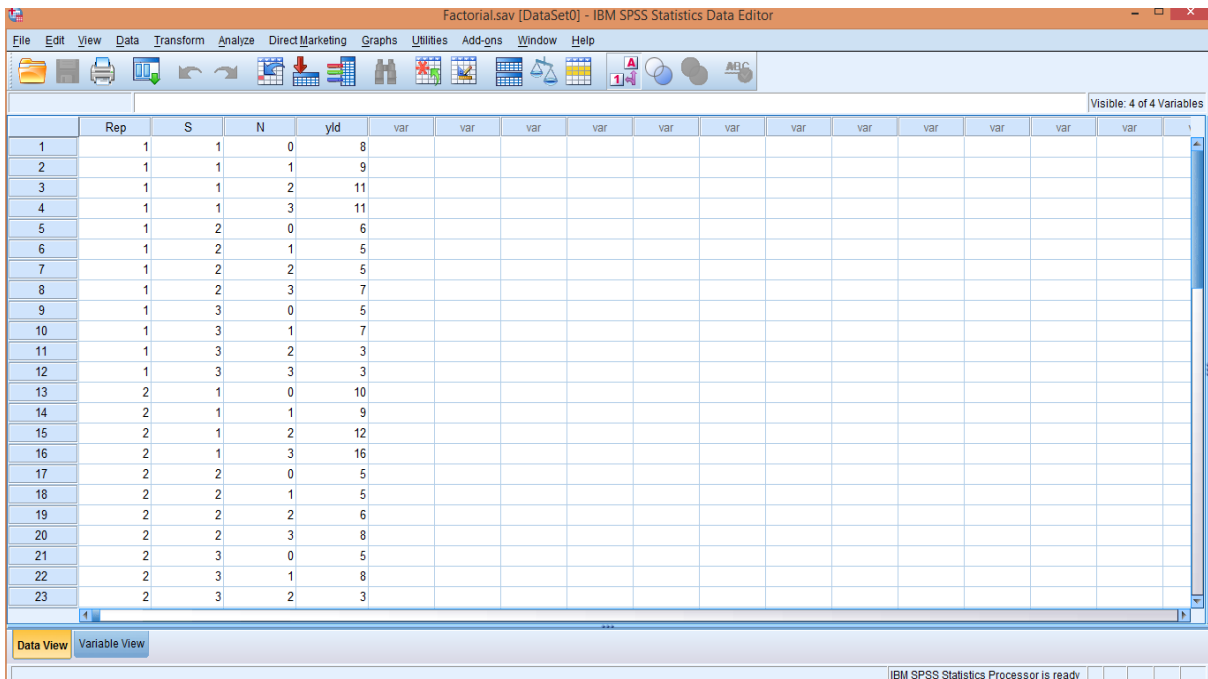 Factorial.sav [DataSet0] - IBM SPSS Statistics Data Editor
File Edit View Data Transform Analyze Direct Marketing Graphs Utilities Add-ons Window Help
Visible: 4 of 4 Variables
Rep S N yld var var var var var var var var var var var var
1 1 1 0 8
2 1 1 1 9
3 1 1 2 11
4 1 1 3 11
5 1 2 0 6
6 1 2 1 5
7 1 2 2 5
8 1 2 3 7
9 1 3 0 5
10 1 3 1 7
11 1 3 2 3
12 1 3 3 3
13 2 1 0 10
14 2 1 1 9
15 2 1 2 12
16 2 1 3 16
17 2 2 0 5
18 2 2 1 5
19 2 2 2 6
20 2 2 3 8
21 2 3 0 5
22 2 3 1 8
23 2 3 2 3
Data View Variable View
IBM SPSS Statistics Processor is ready